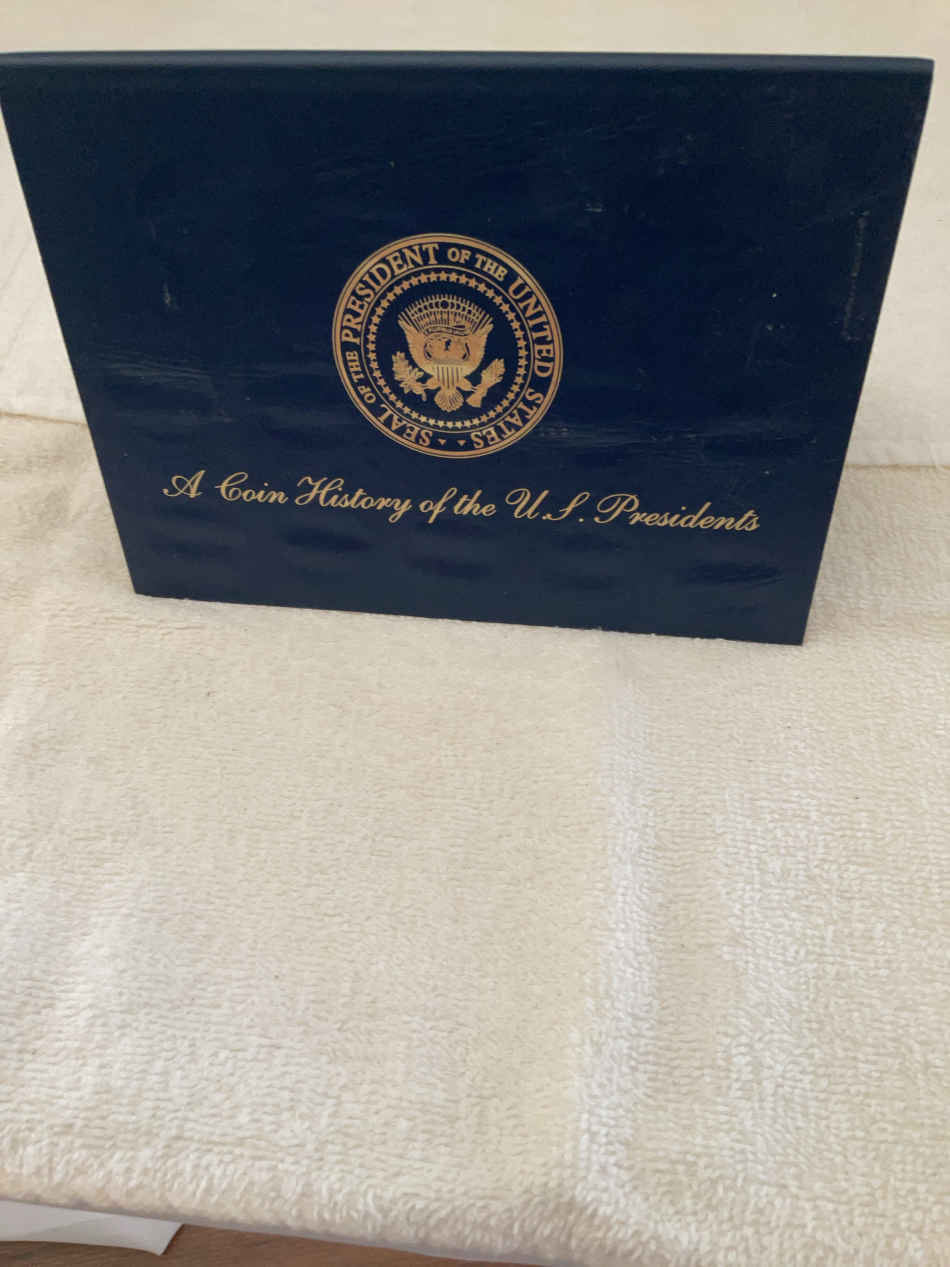 SEAL OF THE PRESIDENT OF THE UNITED STATES
A Coin History of the U.S. Presidents